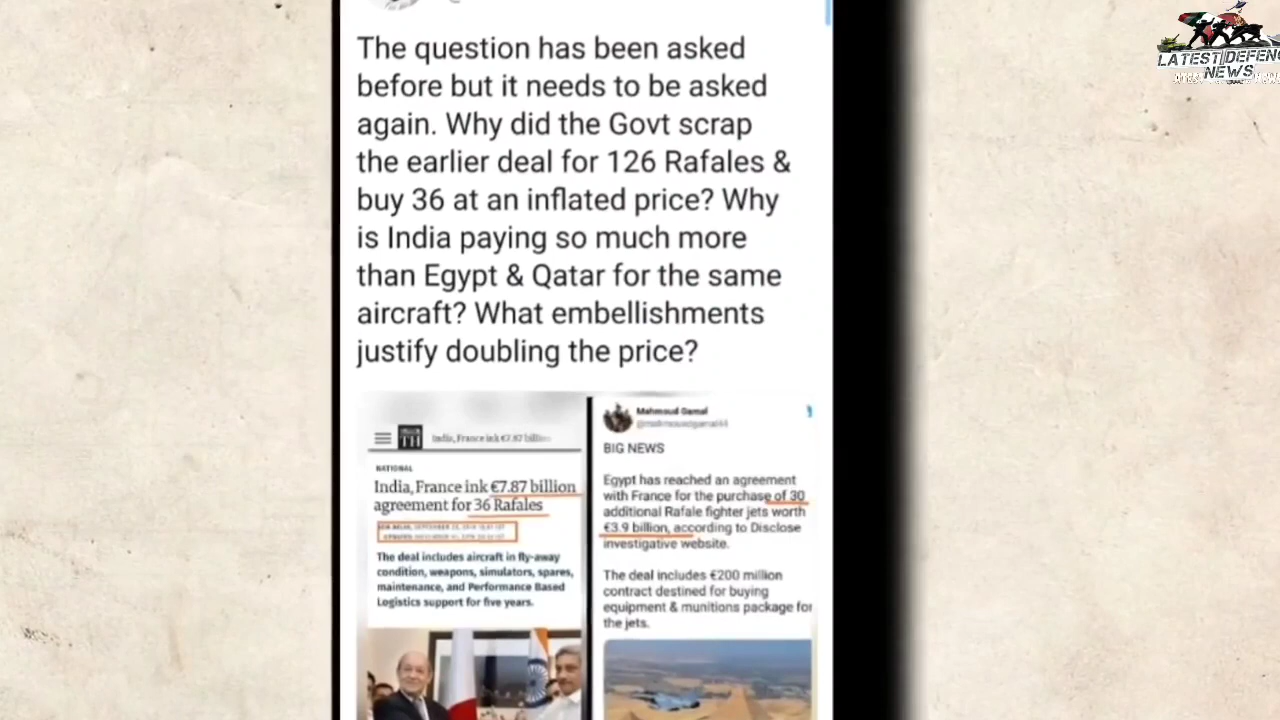 LATEST DEFENC
NEWS
The question has been asked
before but it needs to be asked
again. Why did the Govt scrap
the earlier deal for 126 Rafales &
buy 36 at an inflated price? Why
is India paying so much more
than Egypt & Qatar for the same
aircraft? What embellishments
justify doubling the price?
TH
India, France ink €7.87 billion
NATIONAL
India, France ink €7.87 billion
agreement for 36 Rafales
The deal includes aircraft in fly-away
condition, weapons, simulators, spares,
maintenance, and Performance Based
Logistics support for five years.
Mahmoud Gamal
BIG NEWS
Egypt has reached an agreement
with France for the purchase of 30
additional Rafale fighter jets worth
€3.9 billion, according to Disclose
investigative website.
The deal includes €200 million
contract destined for buying
equipment & munitions package for
the jets.